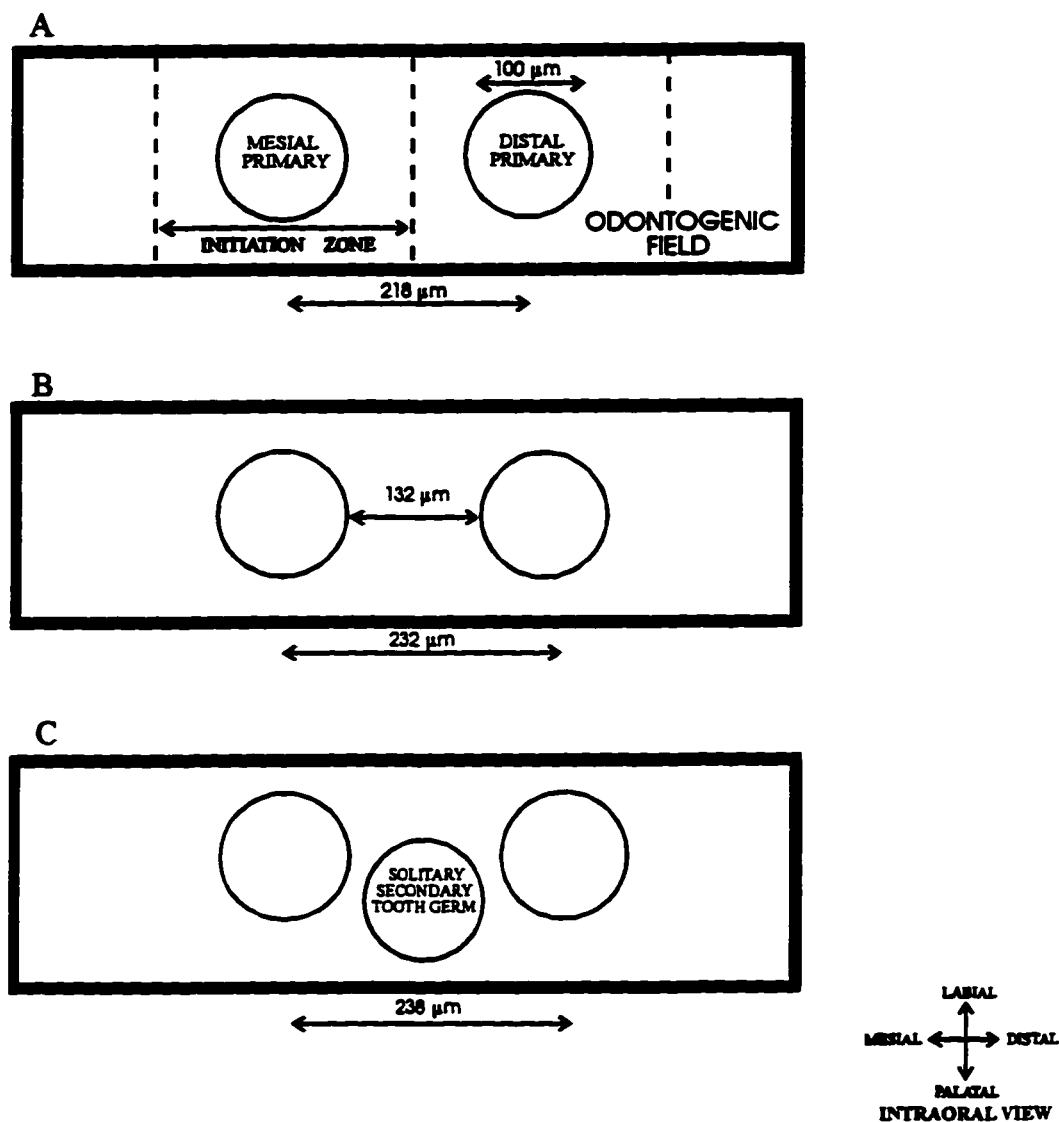 A
100 µm
MESIAL
PRIMARY
DISTAL
PRIMARY
INITIATION ZONE
ODONTOGENIC
FIELD
218 µm
B
132 µm
232 µm
C
SOLITARY
SECONDARY
TOOTH GERM
238 µm
LABIAL
MESIAL
DISTAL
PALATAL
INTRAORAL VIEW